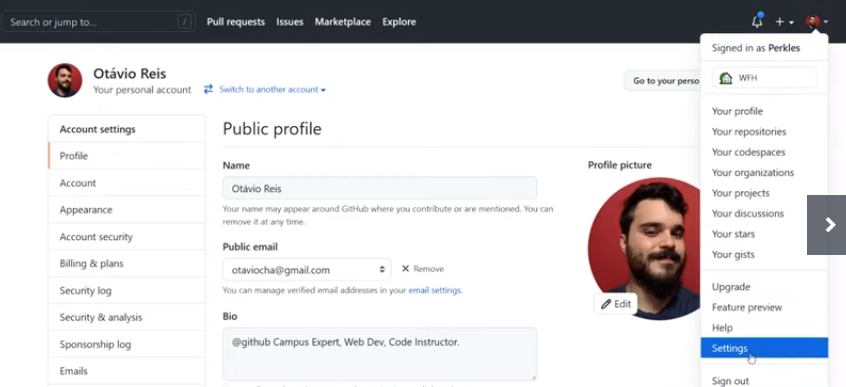 Search or jump to... /
Pull requests Issues Marketplace Explore
Signed in as Perkles
WFH
Otávio Reis
Your personal account
Switch to another account
Go to your perso
Account settings
Profile
Account
Appearance
Account security
Billing & plans
Security log
Security & analysis
Sponsorship log
Emails
Public profile
Name
Otávio Reis
Your name may appear around GitHub where you contribute or are mentioned. You can
remove it at any time.
Public email
otaviocha@gmail.com
Remove
You can manage verified email addresses in your email settings.
Bio
@github Campus Expert, Web Dev, Code Instructor.
Profile picture
Edit
Your profile
Your repositories
Your codespaces
Your organizations
Your projects
Your discussions
Your stars
Your gists
Upgrade
Feature preview
Help
Settings
Sign out